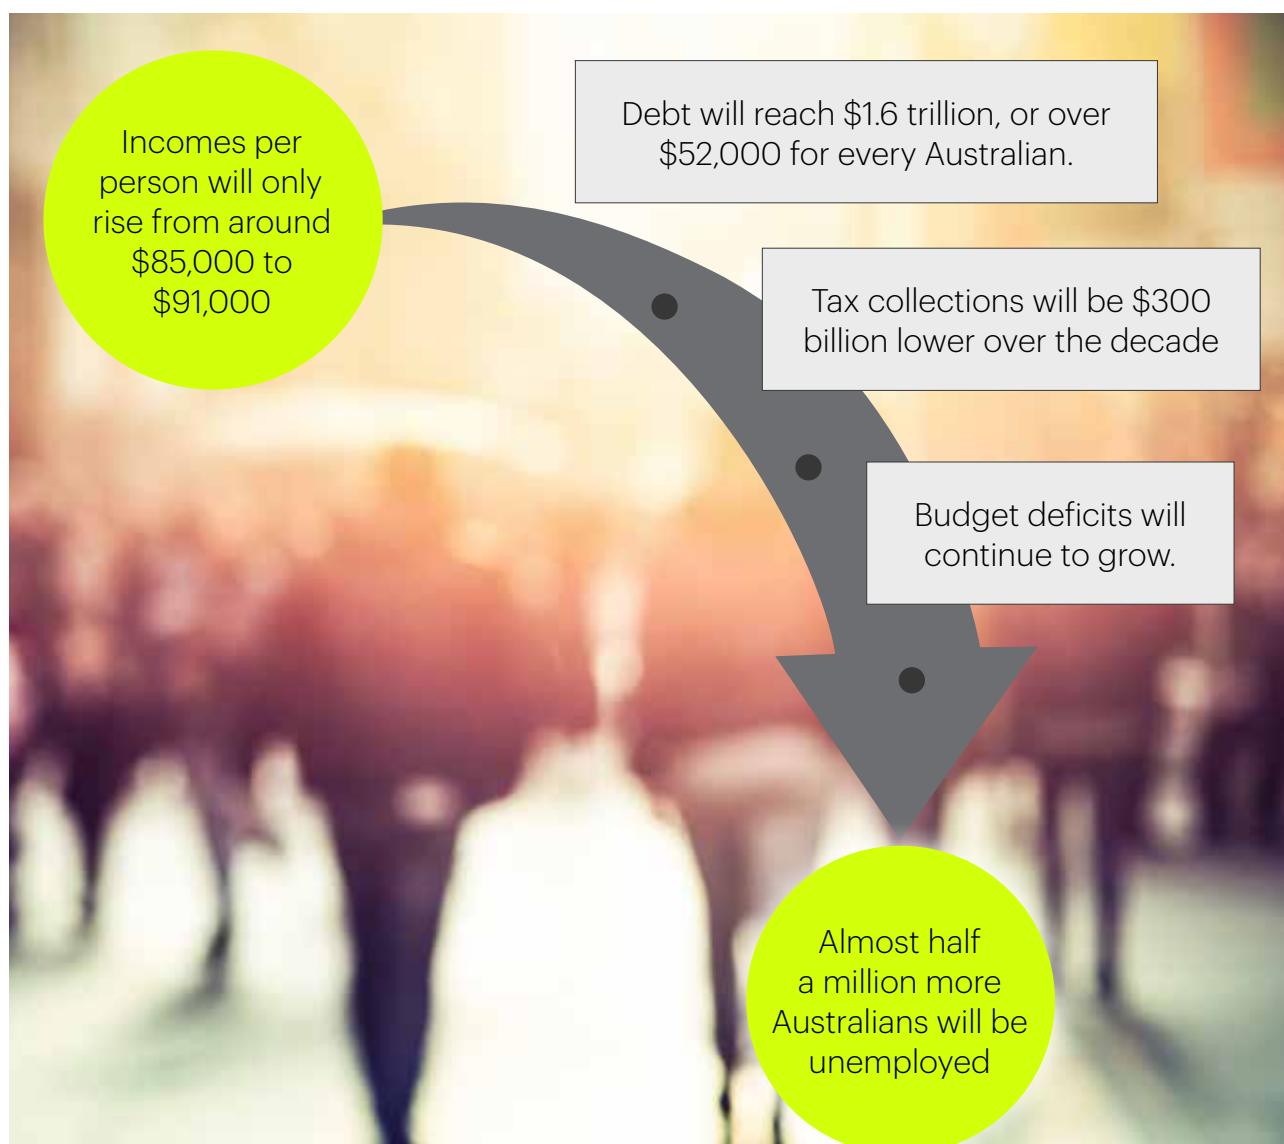 Incomes per
person will only
rise from around
$85,000 to
$91,000
Debt will reach $1.6 trillion, or over
$52,000 for every Australian.
Tax collections will be $300
billion lower over the decade
Budget deficits will
continue to grow.
Almost half
a million more
Australians will be
unemployed